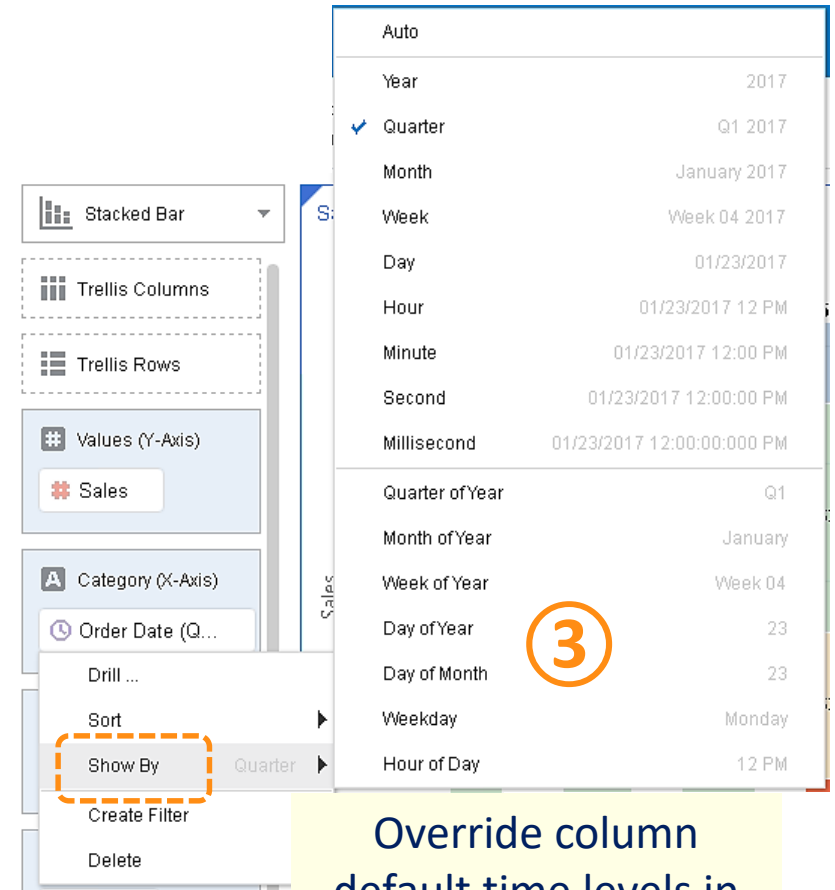 Auto
Year 2017
Quarter Q1 2017
Month January 2017
Week Week 04 2017
Day 01/23/2017
Hour 01/23/2017 12 PM
Minute 01/23/2017 12:00 PM
Second 01/23/2017 12:00:00 PM
Millisecond 01/23/2017 12:00:00:000 PM
Quarter of Year Q1
Month of Year January
Week of Year Week 04
Day of Year 23
Day of Month 23
Weekday Monday
Hour of Day 12 PM
3
Stacked Bar
Trellis Columns
Trellis Rows
# Values (Y-Axis)
# Sales
A Category (X-Axis)
Order Date (Q...
Drill ...
Sort
Show By Quarter
Create Filter
Delete
Sales
Override column
default time levels in